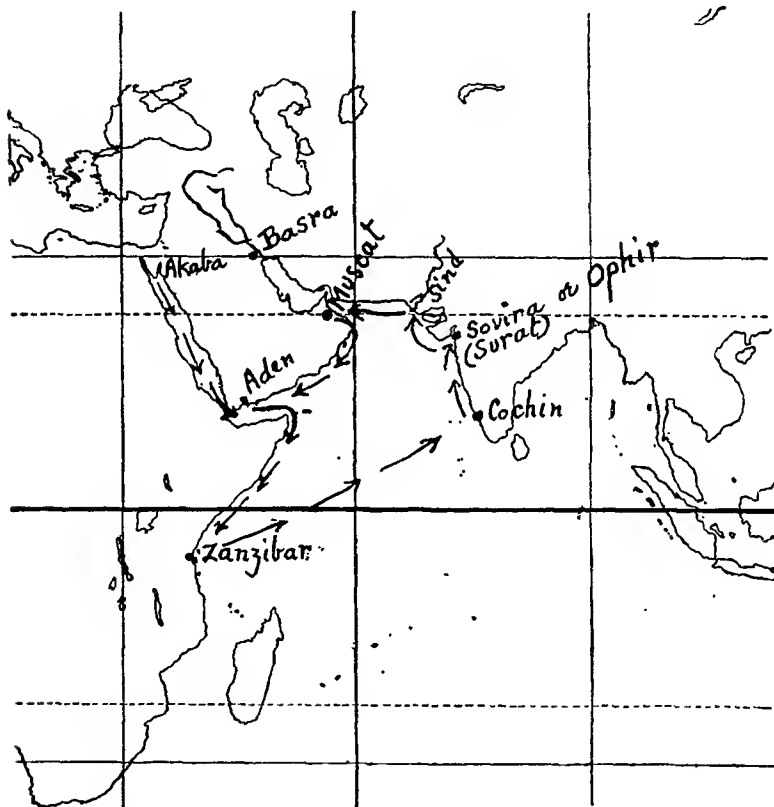 Basra
Akaba
Muscat
Sind
Sovira or Ophir
(Surat)
Aden
Cochin
Zanzibar